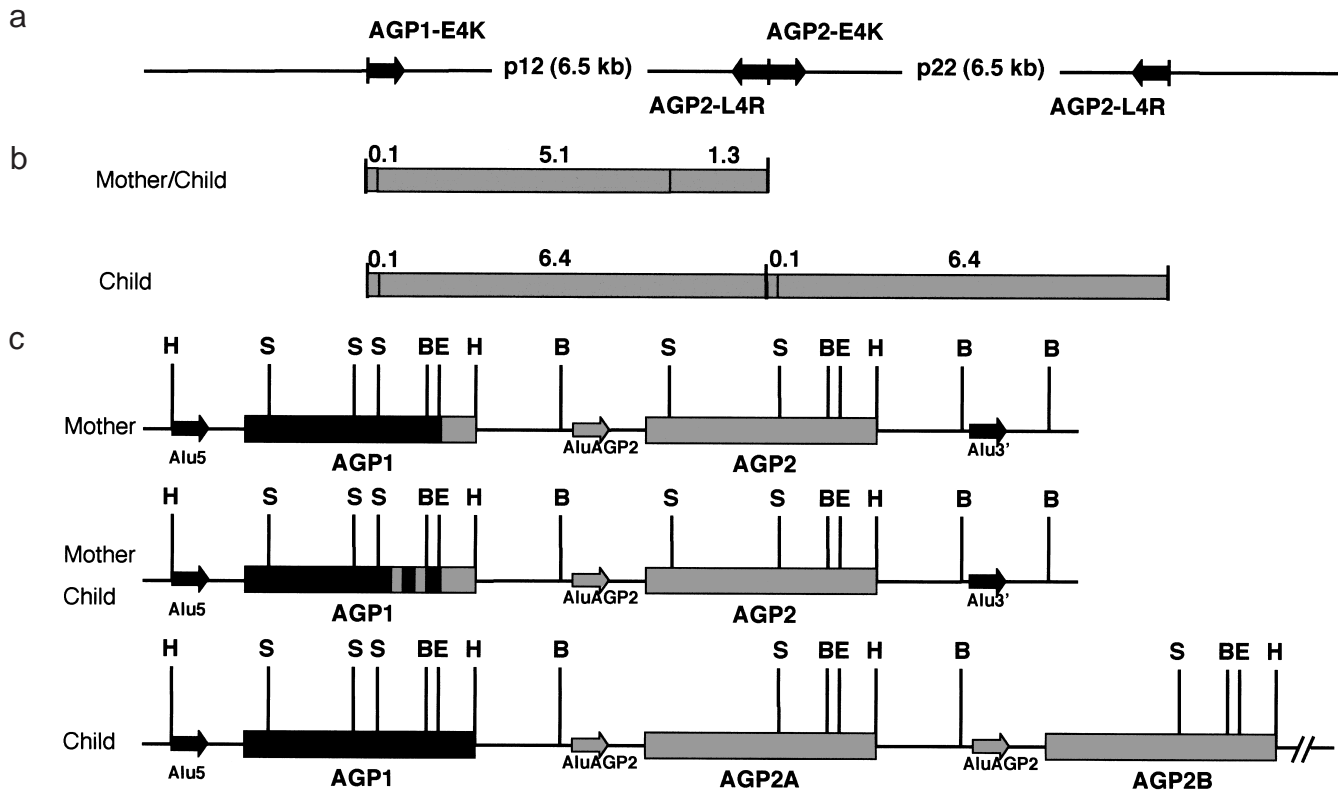 a
AGP1-E4K AGP2-E4K
p12 (6.5 kb) p22 (6.5 kb)
AGP2-L4R AGP2-L4R
b
0.1 5.1 1.3
Mother/Child
0.1 6.4 0.1 6.4
Child
c
H S S S B E H B S S B E H B B
Mother
Alu5 AluAGP2 Alu3'
AGP1 AGP2
H S S S B E H B S S B E H B B
Mother
Child
Alu5 AluAGP2 Alu3'
AGP1 AGP2
H S S S B E H B S B E H B S B E H
Child
Alu5 AluAGP2 AluAGP2
AGP1 AGP2A AGP2B